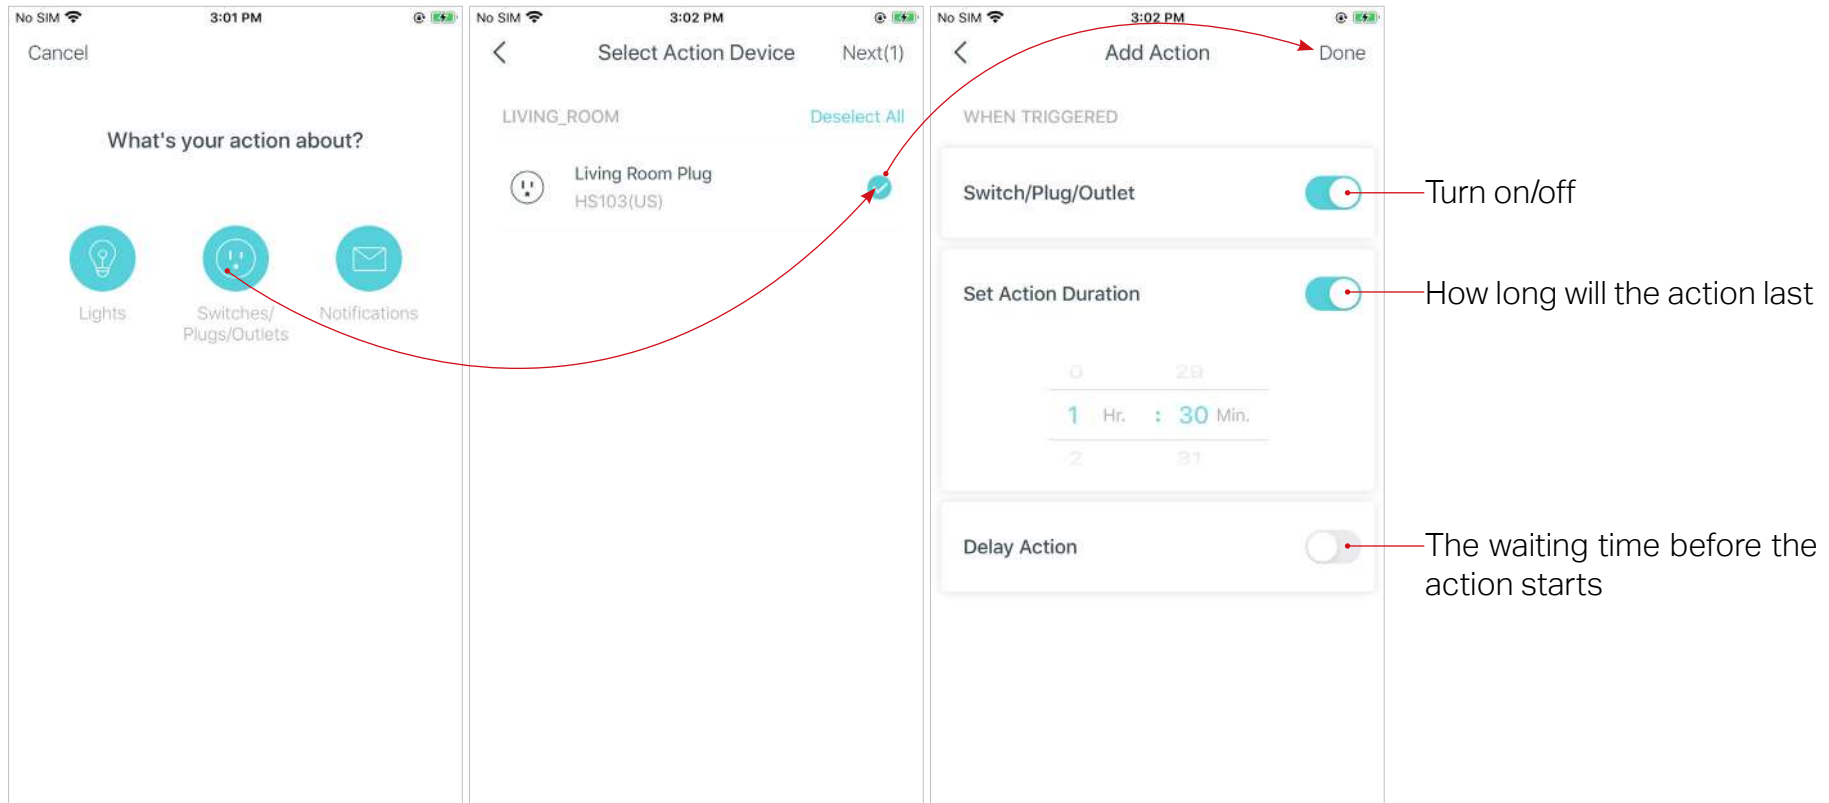 No SIM 3:01 PM
Cancel
What's your action about?
Lights
Switches/
Plugs/Outlets
Notifications
No SIM 3:02 PM
Select Action Device Next(1)
LIVING_ROOM Deselect All
Living Room Plug
HS103(US)
No SIM 3:02 PM
Add Action Done
WHEN TRIGGERED
Switch/Plug/Outlet
Set Action Duration
0 29
1 Hr. : 30 Min.
2 31
Delay Action
Turn on/off
How long will the action last
The waiting time before the
action starts